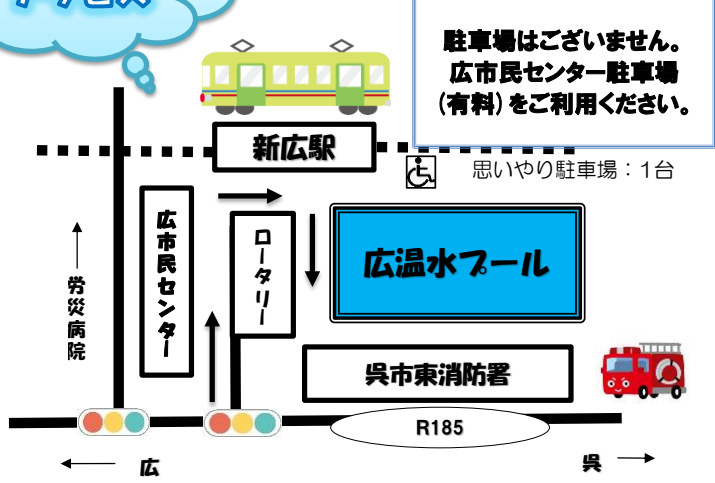 駐車場はございません。
広市民センター駐車場
（有料）をご利用ください。
新広駅
思いやり駐車場：1台
広市民センター
ロータリー
広温水プール
労災病院
呉市東消防署
R185
広
呉